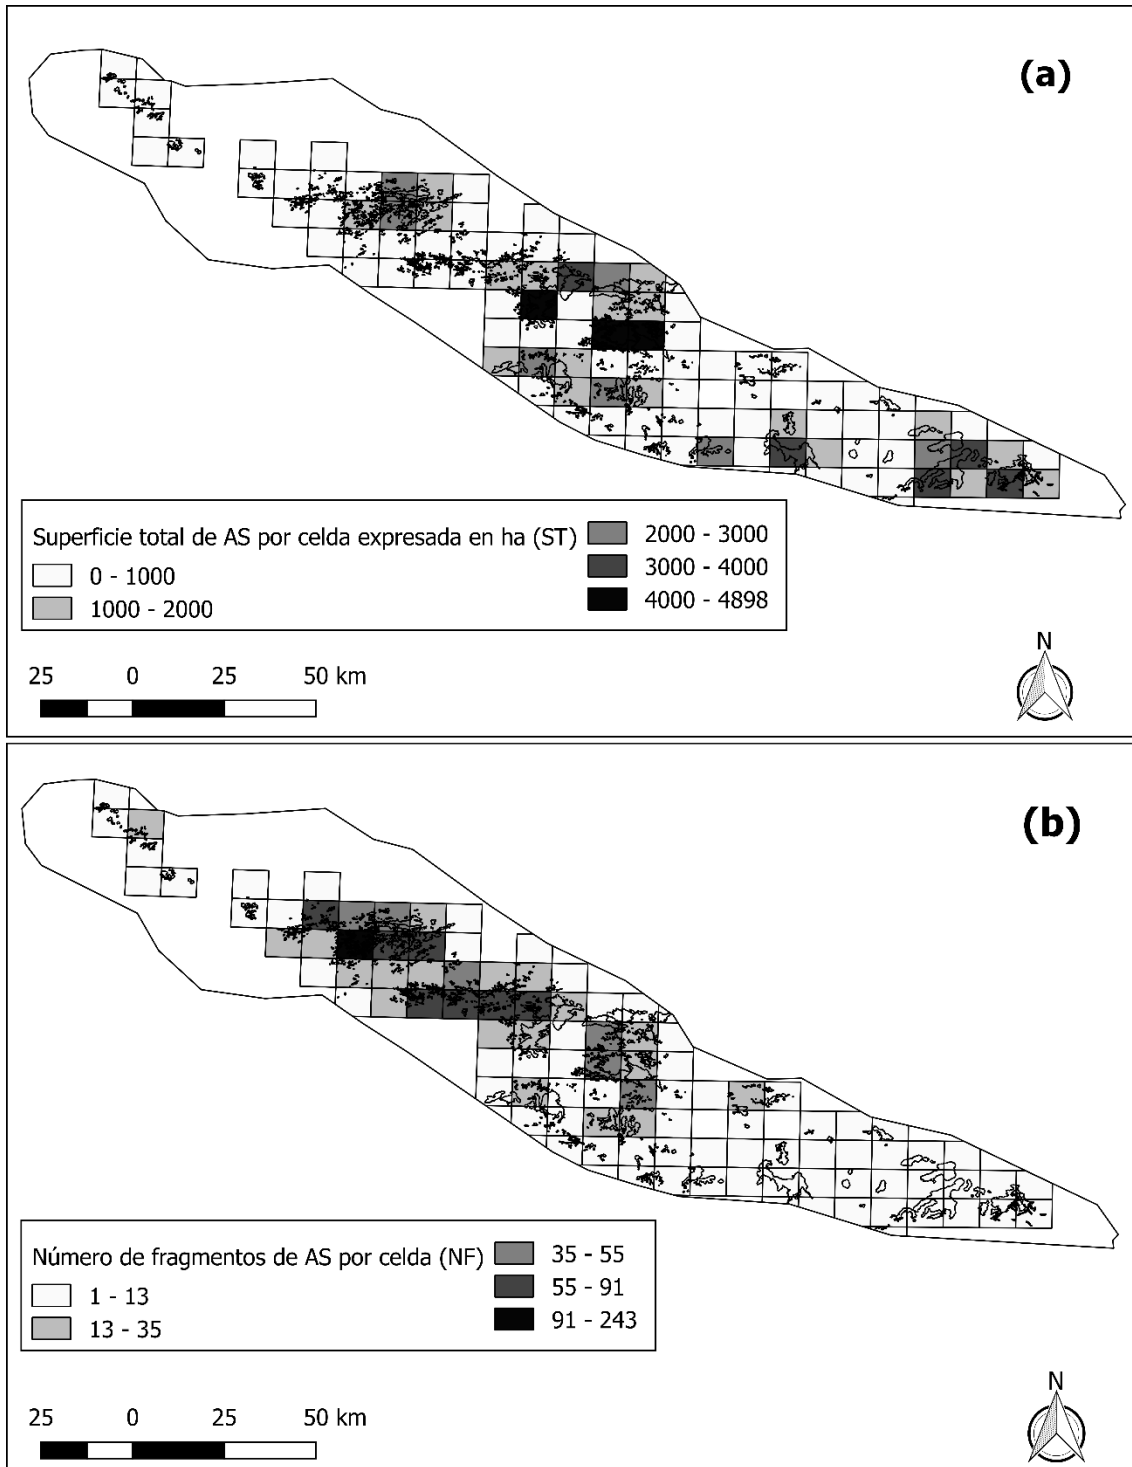 (a)
Superficie total de AS por celda expresada en ha (ST)
0 - 1000
1000 - 2000
2000 - 3000
3000 - 4000
4000 - 4898
25 0 25 50 km
N
(b)
Número de fragmentos de AS por celda (NF)
1 - 13
13 - 35
35 - 55
55 - 91
91 - 243
25 0 25 50 km
N